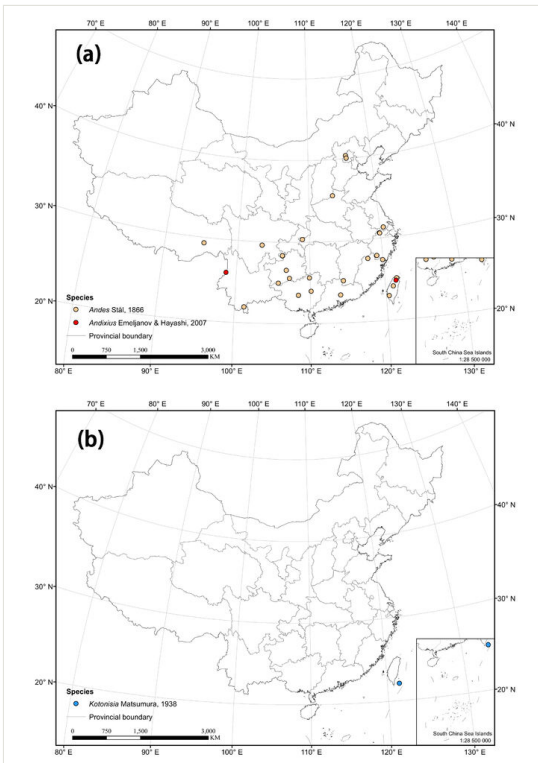 (a)
70° E 80° E 90° E 100° E 110° E 120° E 130° E 140° E
40° N 40° N
30° N 30° N
20° N 20° N
Species
Andes Stål, 1866
Andixius Emeljanov & Hayashi, 2007
Provincial boundary
0 750 1,500 3,000
KM
South China Sea Islands
1:28 500 000
80° E 90° E 100° E 110° E 120° E 130° E
(b)
70° E 80° E 90° E 100° E 110° E 120° E 130° E 140° E
40° N 40° N
30° N 30° N
20° N 20° N
Species
Kotonisia Matsumura, 1938
Provincial boundary
0 750 1,500 3,000
KM
South China Sea Islands
1:28 500 000
80° E 90° E 100° E 110° E 120° E 130° E